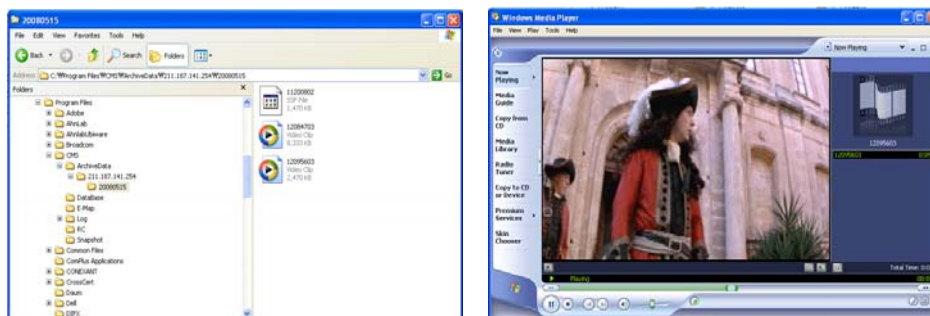 20080515
File Edit View Favorites Tools Help
Back Search Folders
Address C:\Program Files\CMS\ArchiveData\211.187.141.254\20080515 Go
Folders
Program Files
Adobe
AhnLab
AhnlabUbiware
Broadcom
CMS
ArchiveData
211.187.141.254
20080515
DataBase
E-Map
Log
RC
Snapshot
Common Files
ComPlus Applications
CONEXANT
CrossCert
Daum
Dell
DIFX
11200802
SSF File
1,470 KB
12084703
Video Clip
8,333 KB
12095603
Video Clip
2,470 KB
Windows Media Player
File View Play Tools Help
Now Playing
Now
Playing
Media
Guide
Copy from
CD
Media
Library
Radio
Tuner
Copy to CD
or Device
Premium
Services
Skin
Chooser
12095603
12095603
Total Time:
Playing